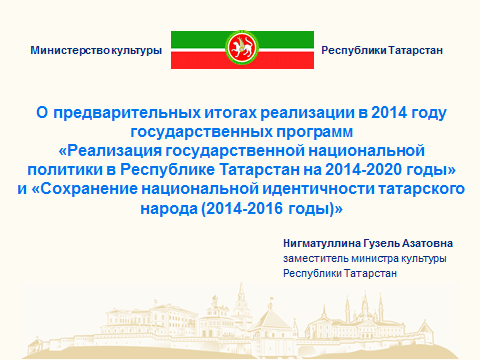 Министерство культуры Республики Татарстан
О предварительных итогах реализации в 2014 году
государственных программ
«Реализация государственной национальной
политики в Республике Татарстан на 2014-2020 годы»
и «Сохранение национальной идентичности татарского
народа (2014-2016 годы)»
Нигматуллина Гузель Азатовна
заместитель министра культуры
Республики Татарстан